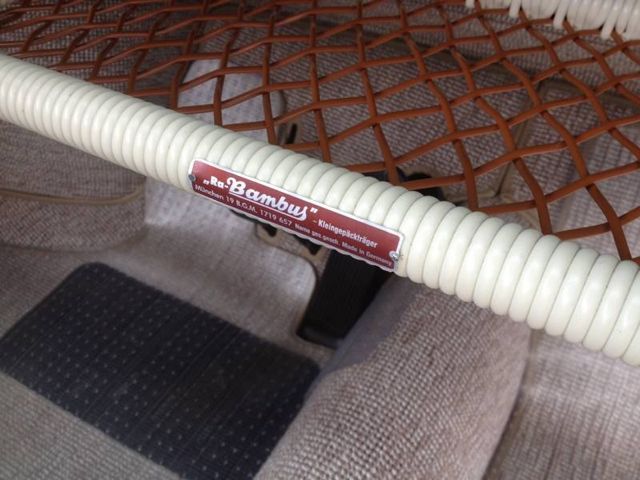 „Ra-Bambus" - Kleingepäckträger
München 19 B.G.M. 1719 657 Name ges.gesch. Made in Germany